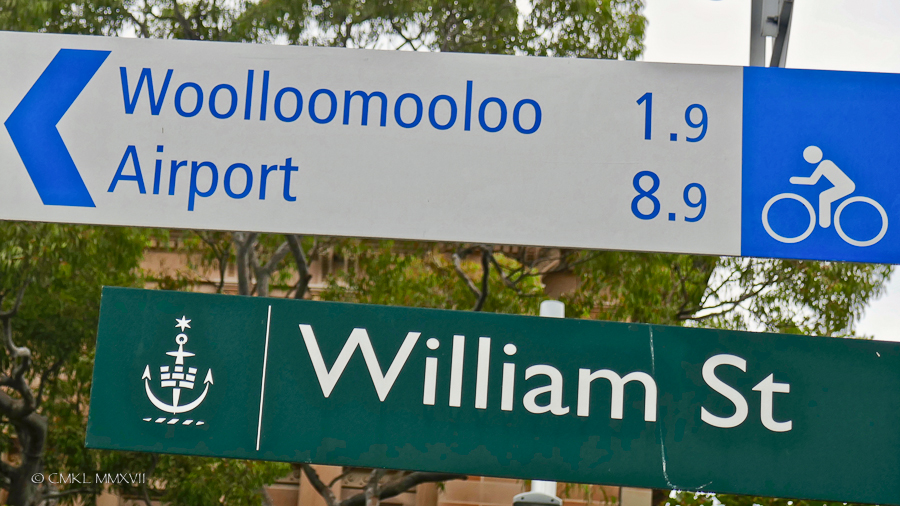 Woolloomooloo 1.9
Airport 8.9
William St
© CMKL MMXVII